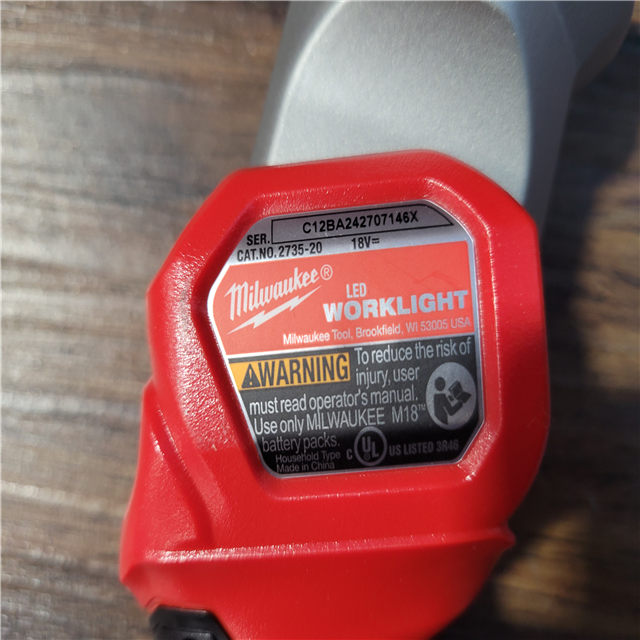 SER. C12BA242707146X
CAT.NO. 2735-20 18V⎓
Milwaukee®
LED
WORKLIGHT
Milwaukee Tool, Brookfield, WI 53005 USA
WARNING To reduce the risk of
injury, user
must read operator's manual.
Use only MILWAUKEE M18™
battery packs.
Household Type
Made in China
C UL US LISTED 3R46